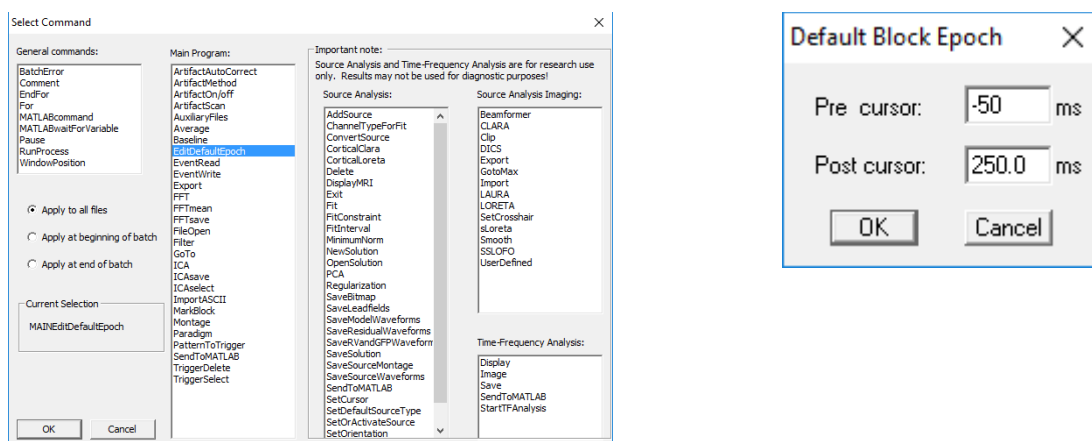 Select Command
General commands:
BatchError
Comment
EndFor
For
MATLABcommand
MATLABwaitForVariable
Pause
RunProcess
WindowPosition
Apply to all files
Apply at beginning of batch
Apply at end of batch
Current Selection
MAINEditDefaultEpoch
OK
Cancel
Main Program:
ArtifactAutoCorrect
ArtifactMethod
ArtifactOn/off
ArtifactScan
AuxiliaryFiles
Average
Baseline
EditDefaultEpoch
EventRead
EventWrite
Export
FFT
FFTmean
FFTsave
FileOpen
Filter
GoTo
ICA
ICAsave
ICAselect
ImportASCII
MarkBlock
Montage
Paradigm
PatternToTrigger
SendToMATLAB
TriggerDelete
TriggerSelect
Important note:
Source Analysis and Time-Frequency Analysis are for research use
only. Results may not be used for diagnostic purposes!
Source Analysis:
AddSource
ChannelTypeForFit
ConvertSource
CorticalClara
CorticalLoreta
Delete
DisplayMRI
Exit
Fit
FitConstraint
FitInterval
MinimumNorm
NewSolution
OpenSolution
PCA
Regularization
SaveBitmap
SaveLeadfields
SaveModelWaveforms
SaveResidualWaveforms
SaveRVandGFPWaveform
SaveSolution
SaveSourceMontage
SaveSourceWaveforms
SendToMATLAB
SetCursor
SetDefaultSourceType
SetOrActivateSource
SetOrientation
Source Analysis Imaging:
Beamformer
CLARA
Clip
DICS
Export
GotoMax
Import
LAURA
LORETA
SetCrosshair
sLoreta
Smooth
SSLOFO
UserDefined
Time-Frequency Analysis:
Display
Image
Save
SendToMATLAB
StartTFAnalysis
Default Block Epoch
Pre cursor: -50 ms
Post cursor: 250.0 ms
OK Cancel